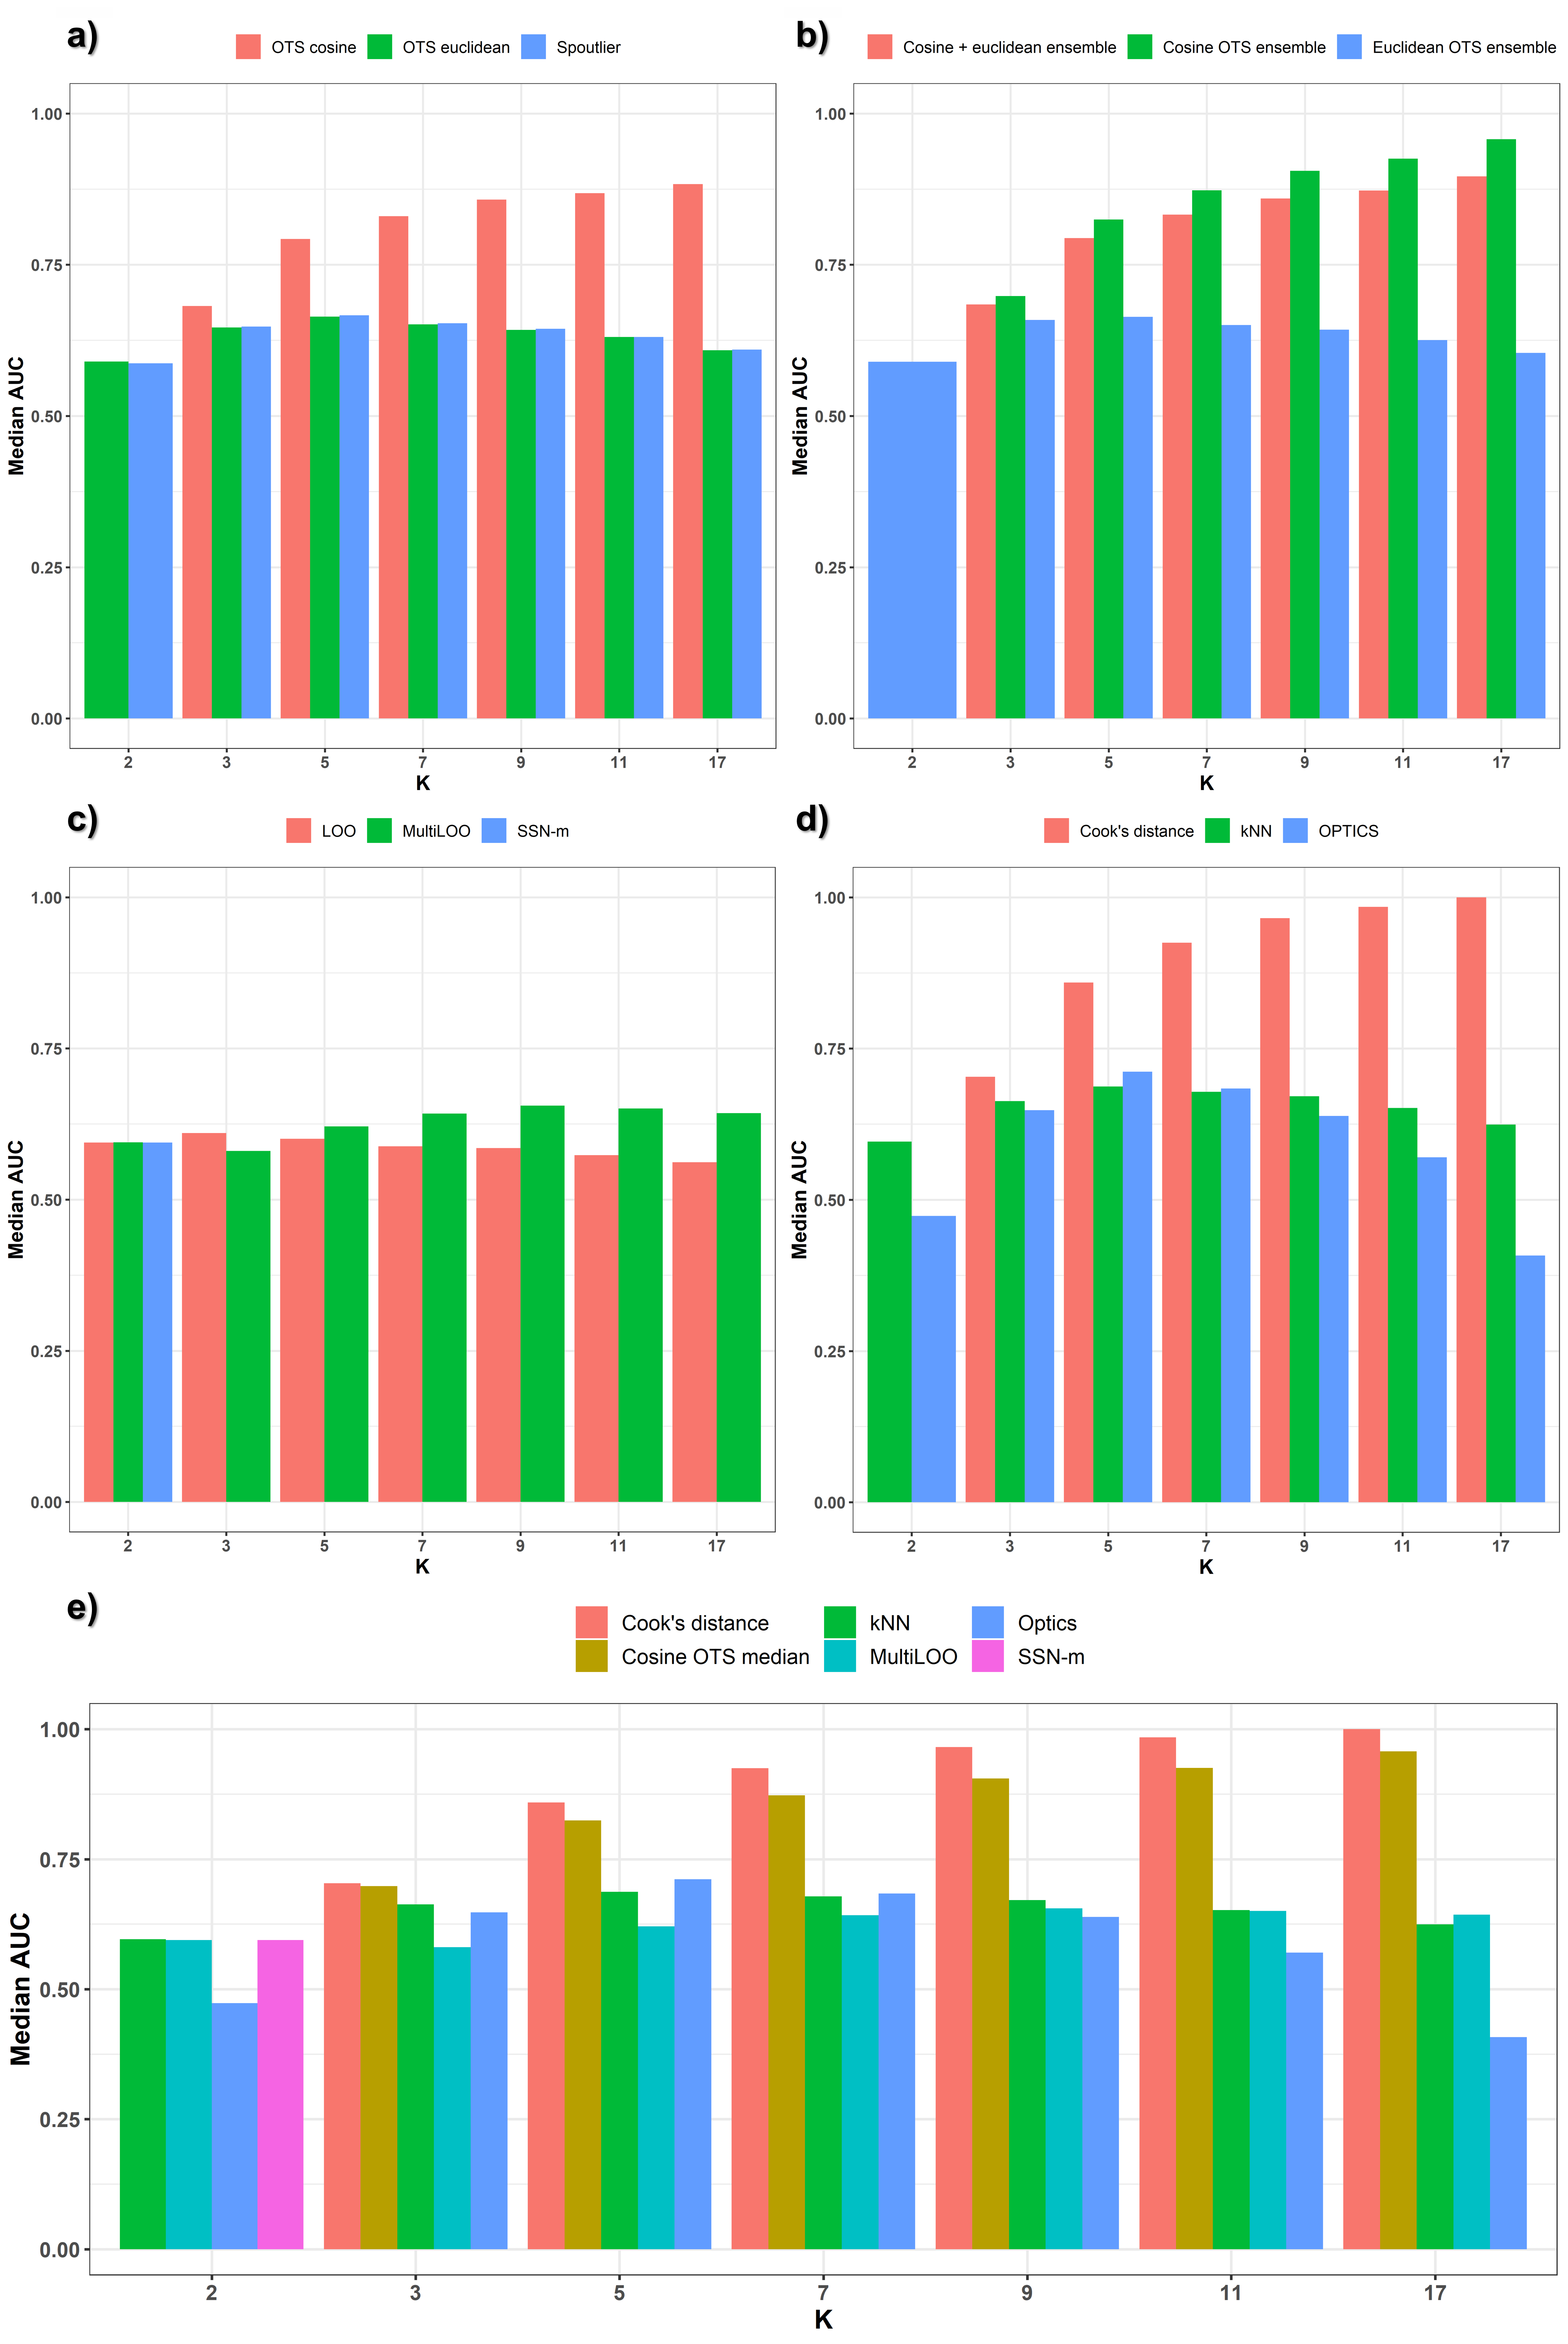 a)
OTS cosine OTS euclidean Spoutlier
1.00
0.75
0.50
0.25
0.00
Median AUC
2 3 5 7 9 11 17
K
b)
Cosine + euclidean ensemble Cosine OTS ensemble Euclidean OTS ensemble
1.00
0.75
0.50
0.25
0.00
Median AUC
2 3 5 7 9 11 17
K
c)
LOO MultiLOO SSN-m
1.00
0.75
0.50
0.25
0.00
Median AUC
2 3 5 7 9 11 17
K
d)
Cook's distance kNN OPTICS
1.00
0.75
0.50
0.25
0.00
Median AUC
2 3 5 7 9 11 17
K
e)
Cook's distance kNN Optics
Cosine OTS median MultiLOO SSN-m
1.00
0.75
0.50
0.25
0.00
Median AUC
2 3 5 7 9 11 17
K